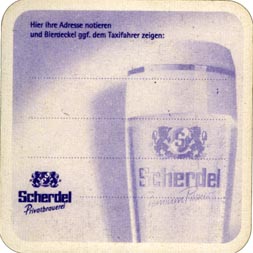 Hier Ihre Adresse notieren
und Bierdeckel ggf. dem Taxifahrer zeigen:
S
Scherdel
Scherdel
Privatbrauerei